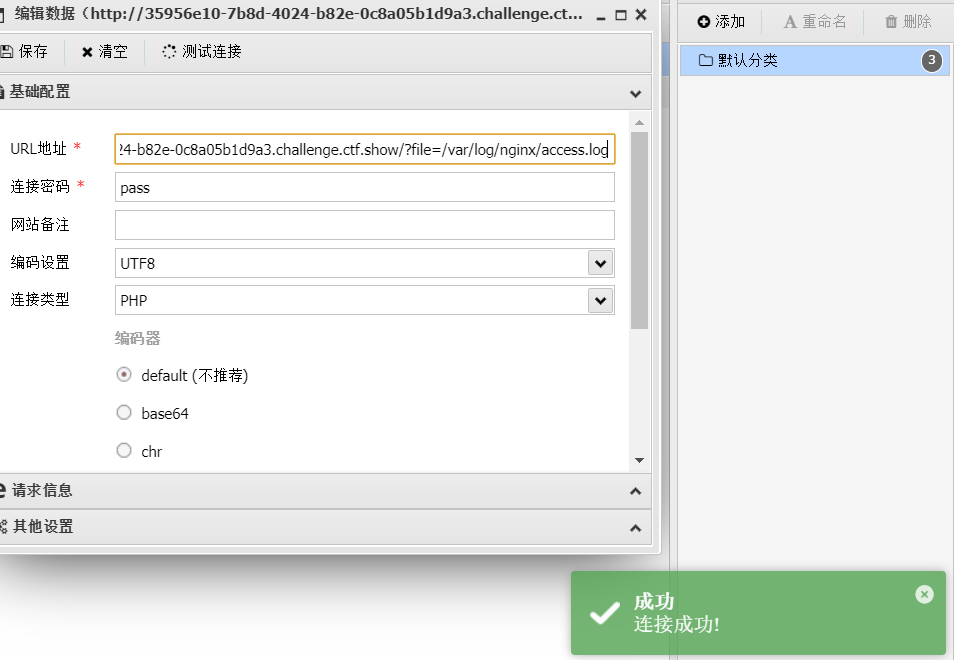 编辑数据（http://35956e10-7b8d-4024-b82e-0c8a05b1d9a3.challenge.ct...
保存 清空 测试连接
基础配置
URL地址 * 24-b82e-0c8a05b1d9a3.challenge.ctf.show/?file=/var/log/nginx/access.log
连接密码 * pass
网站备注
编码设置 UTF8
连接类型 PHP
编码器
default (不推荐)
base64
chr
请求信息
其他设置
添加 A 重命名 删除
默认分类 3
成功
连接成功!